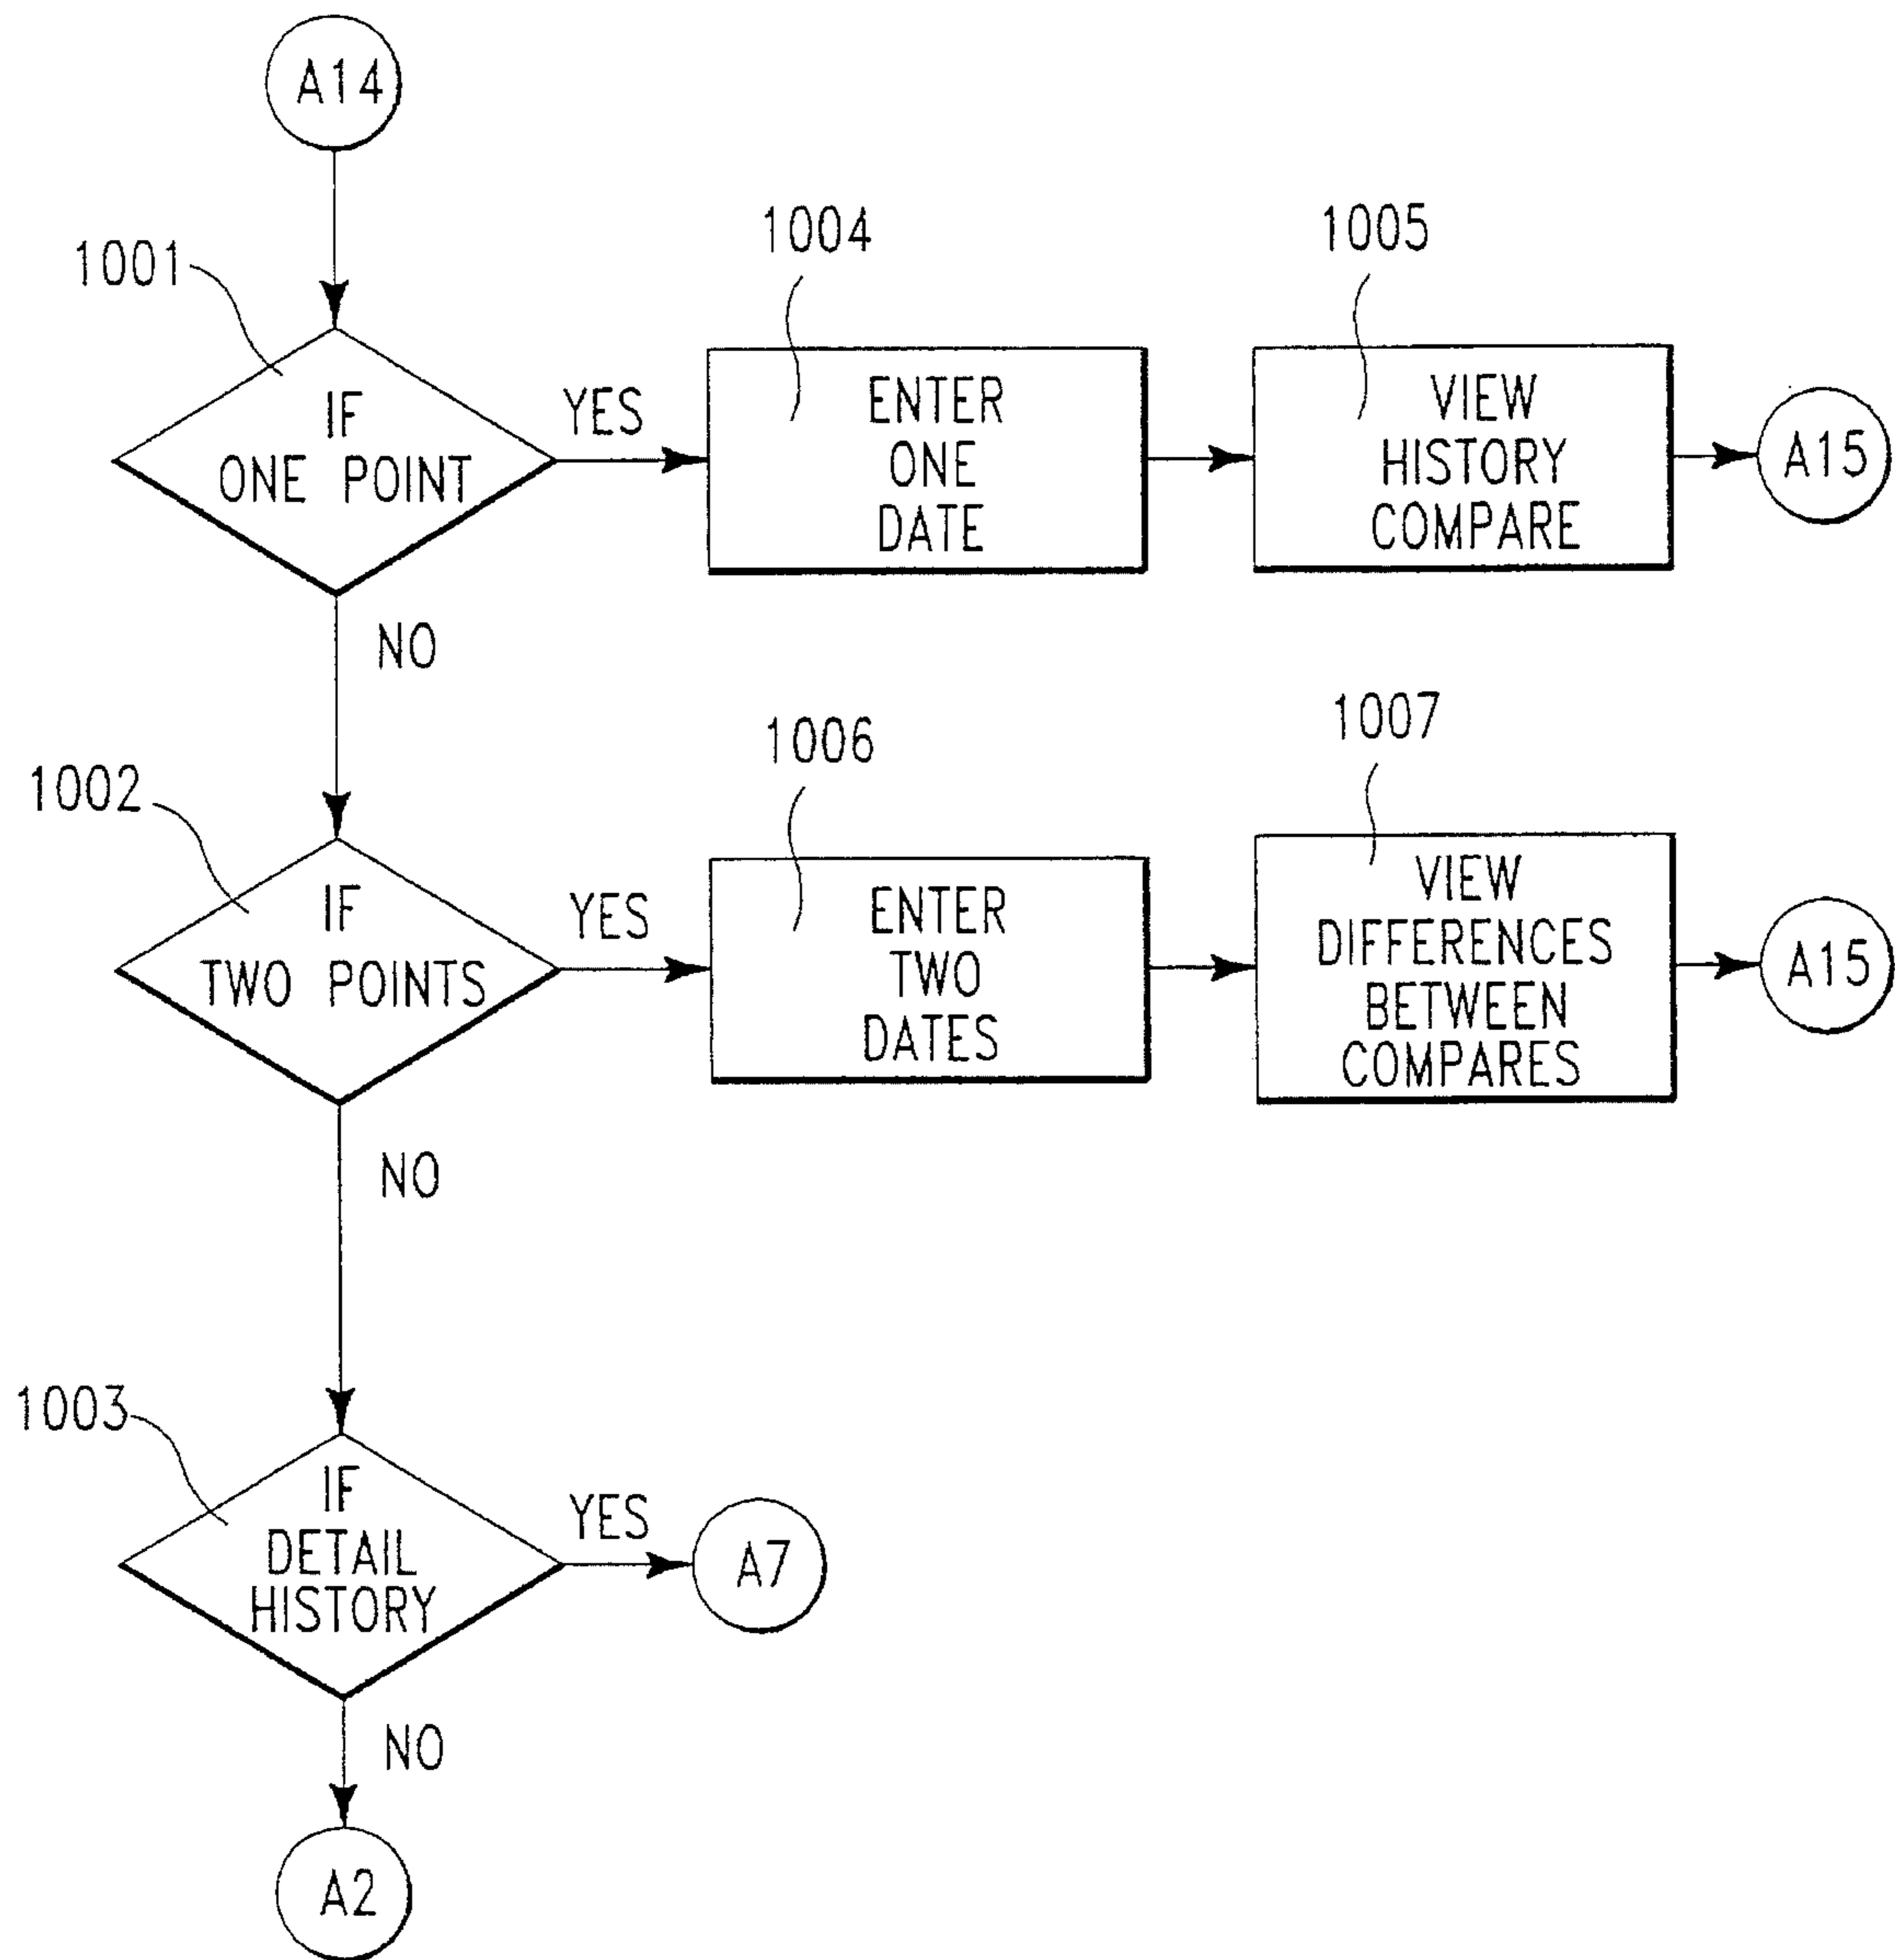 A14
1001
1004
1005
IF
ONE POINT
YES
ENTER
ONE
DATE
VIEW
HISTORY
COMPARE
A15
NO
1002
1006
1007
IF
TWO POINTS
YES
ENTER
TWO
DATES
VIEW
DIFFERENCES
BETWEEN
COMPARES
A15
NO
1003
IF
DETAIL
HISTORY
YES
A7
NO
A2